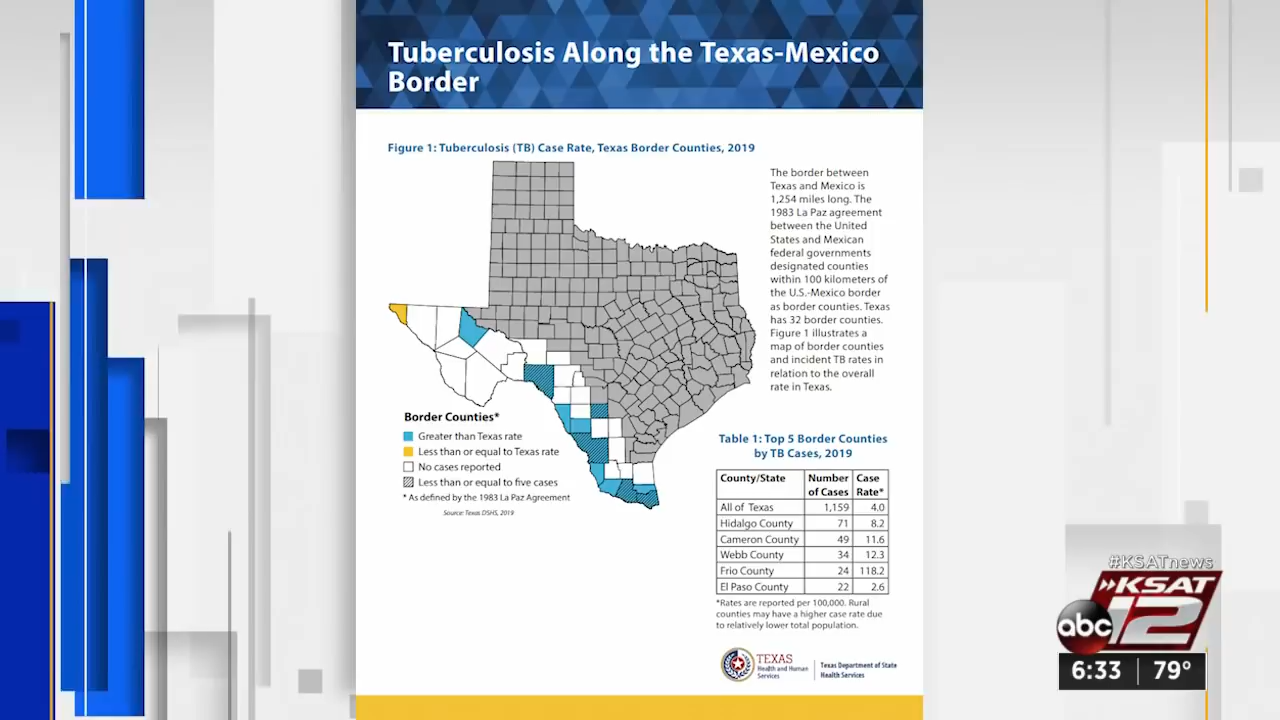 Tuberculosis Along the Texas-Mexico
Border
Figure 1: Tuberculosis (TB) Case Rate, Texas Border Counties, 2019
The border between
Texas and Mexico is
1,254 miles long. The
1983 La Paz agreement
between the United
States and Mexican
federal governments
designated counties
within 100 kilometers of
the U.S.-Mexico border
as border counties. Texas
has 32 border counties.
Figure 1 illustrates a
map of border counties
and incident TB rates in
relation to the overall
rate in Texas.
Border Counties*
Greater than Texas rate
Less than or equal to Texas rate
No cases reported
Less than or equal to five cases
* As defined by the 1983 La Paz Agreement
Source: Texas DSHS, 2019
Table 1: Top 5 Border Counties
by TB Cases, 2019
County/State Number of Cases Case Rate*
All of Texas 1,159 4.0
Hidalgo County 71 8.2
Cameron County 49 11.6
Webb County 34 12.3
Frio County 24 118.2
El Paso County 22 2.6
*Rates are reported per 100,000. Rural
counties may have a higher case rate due
to relatively lower total population.
TEXAS
Health and Human
Services
Texas Department of State
Health Services
#KSATnews
KSAT
abc 12
6:33 79°